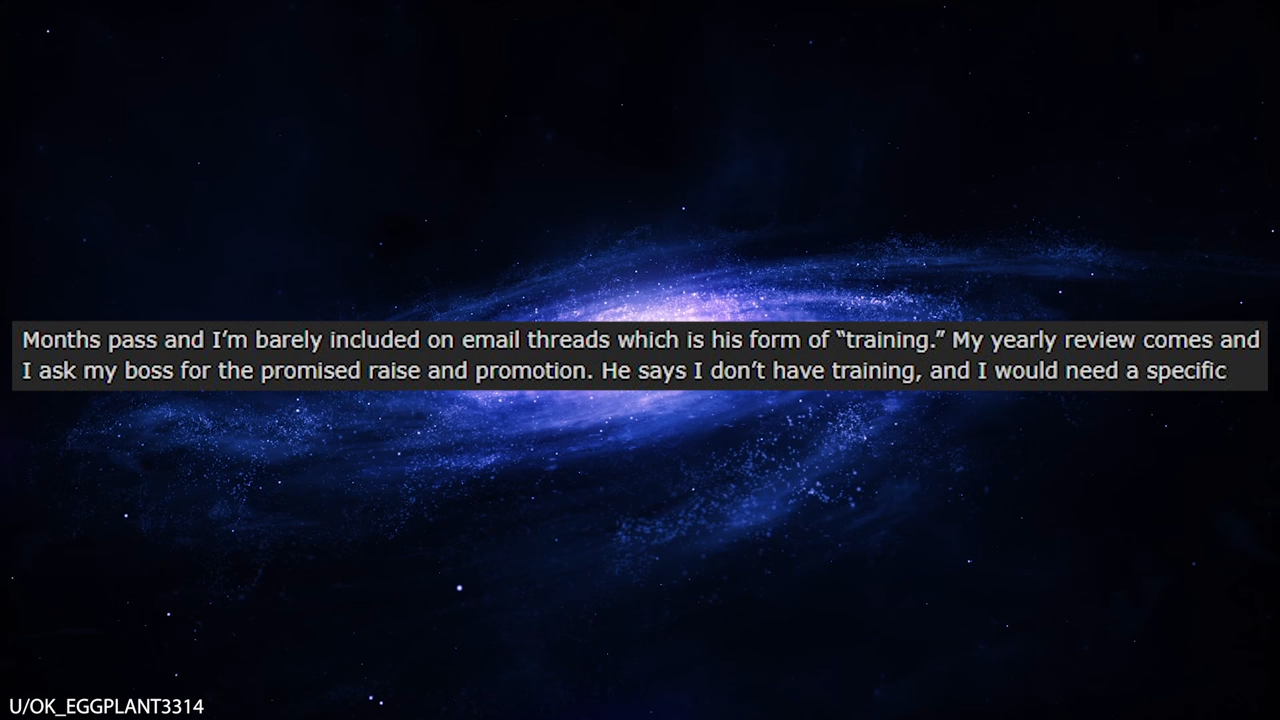 Months pass and I’m barely included on email threads which is his form of “training.” My yearly review comes and
I ask my boss for the promised raise and promotion. He says I don’t have training, and I would need a specific
U/OK_EGGPLANT3314